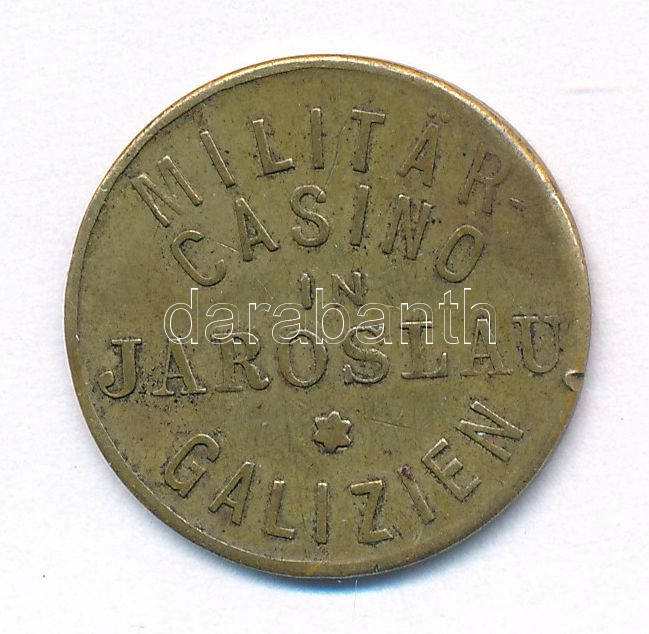 MILITÄR-
CASINO
IN
JAROSLAU
GALIZIEN
darabanth